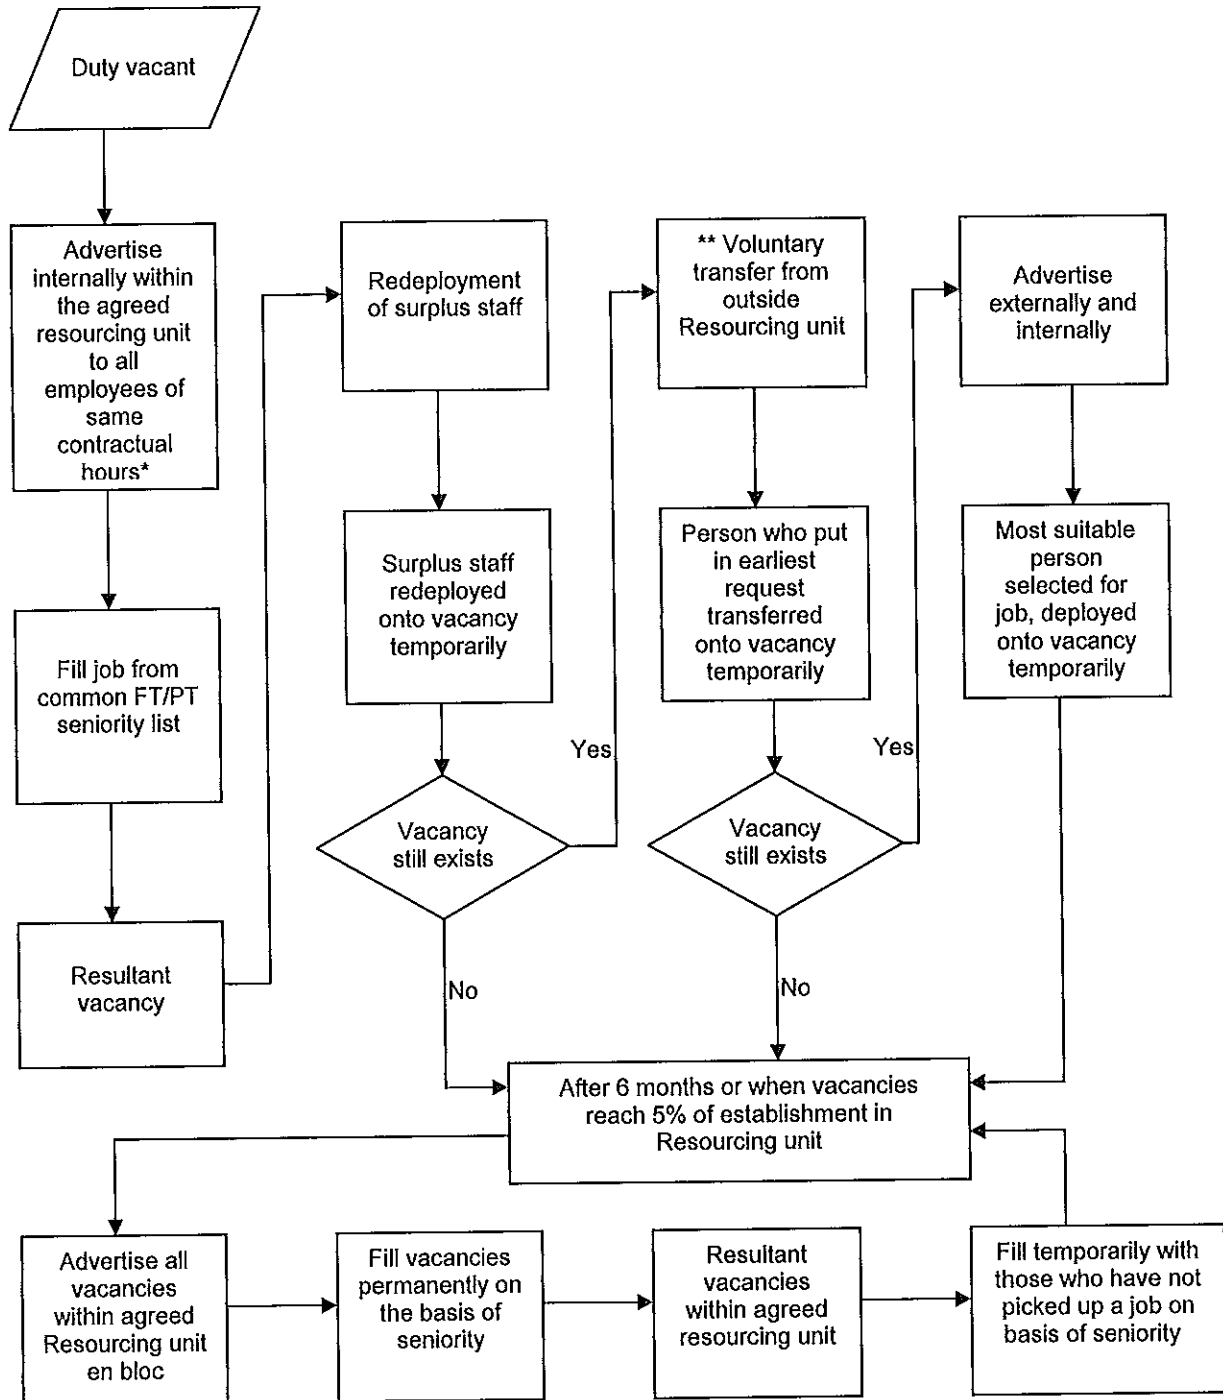 Duty vacant
Advertise
internally within
the agreed
resourcing unit
to all
employees of
same
contractual
hours*
Fill job from
common FT/PT
seniority list
Resultant
vacancy
Redeployment
of surplus staff
Surplus staff
redeployed
onto vacancy
temporarily
Vacancy
still exists
Yes
No
** Voluntary
transfer from
outside
Resourcing unit
Person who put
in earliest
request
transferred
onto vacancy
temporarily
Vacancy
still exists
Yes
No
Advertise
externally and
internally
Most suitable
person
selected for
job, deployed
onto vacancy
temporarily
After 6 months or when vacancies
reach 5% of establishment in
Resourcing unit
Advertise all
vacancies
within agreed
Resourcing unit
en bloc
Fill vacancies
permanently on
the basis of
seniority
Resultant
vacancies
within agreed
resourcing unit
Fill temporarily with
those who have not
picked up a job on
basis of seniority